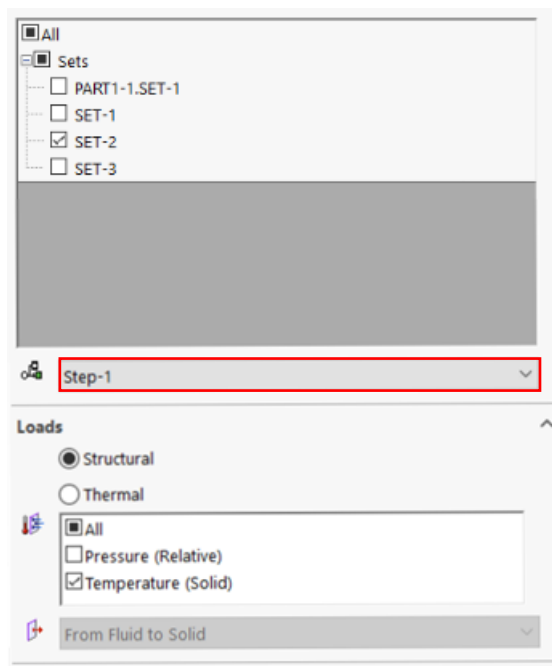 All
Sets
PART1-1.SET-1
SET-1
SET-2
SET-3
Step-1
Loads
Structural
Thermal
All
Pressure (Relative)
Temperature (Solid)
From Fluid to Solid